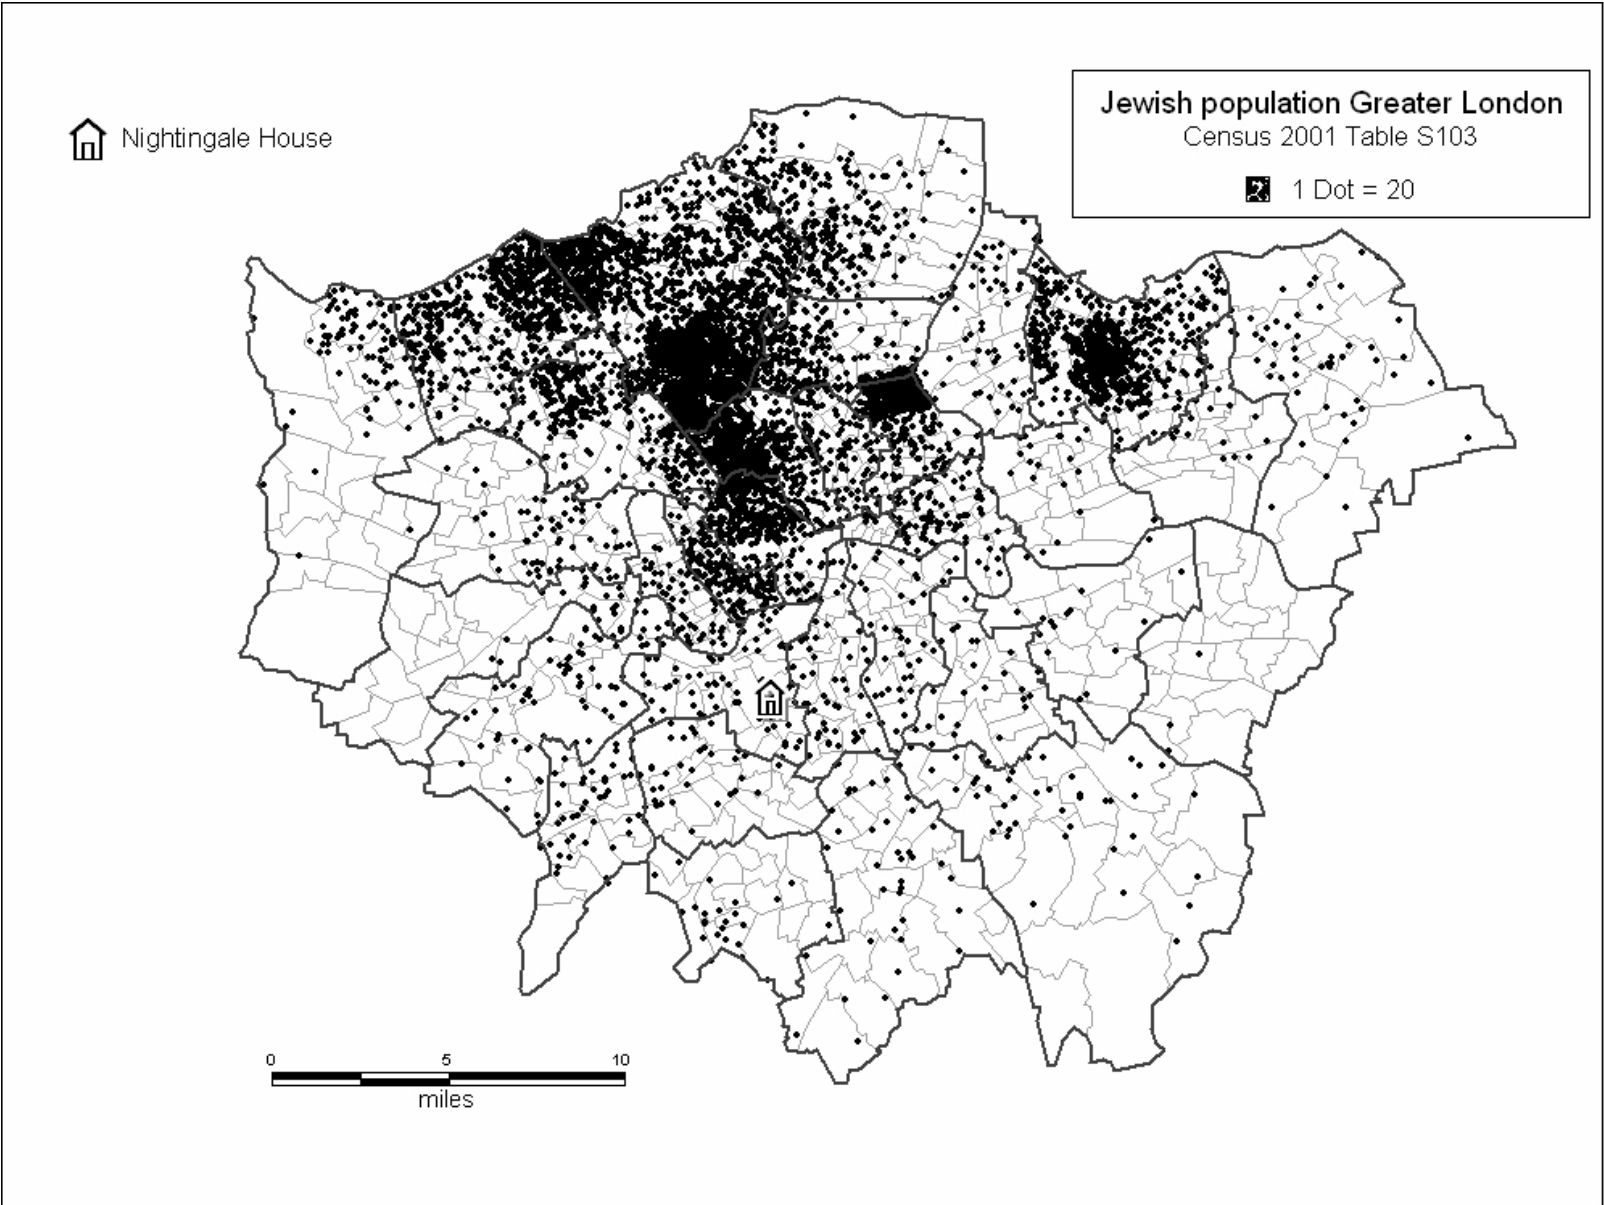 Jewish population Greater London
Census 2001 Table S103
1 Dot = 20
Nightingale House
0 5 10
miles